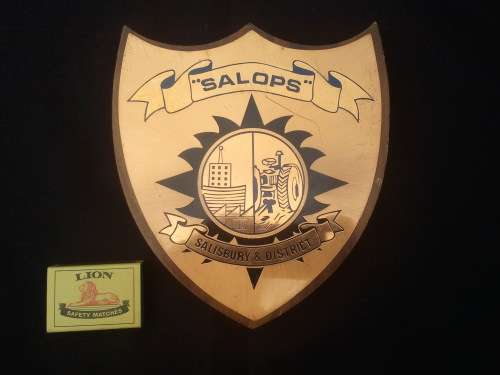 "SALOPS"
SALISBURY & DISTRICT
LION
SAFETY MATCHES